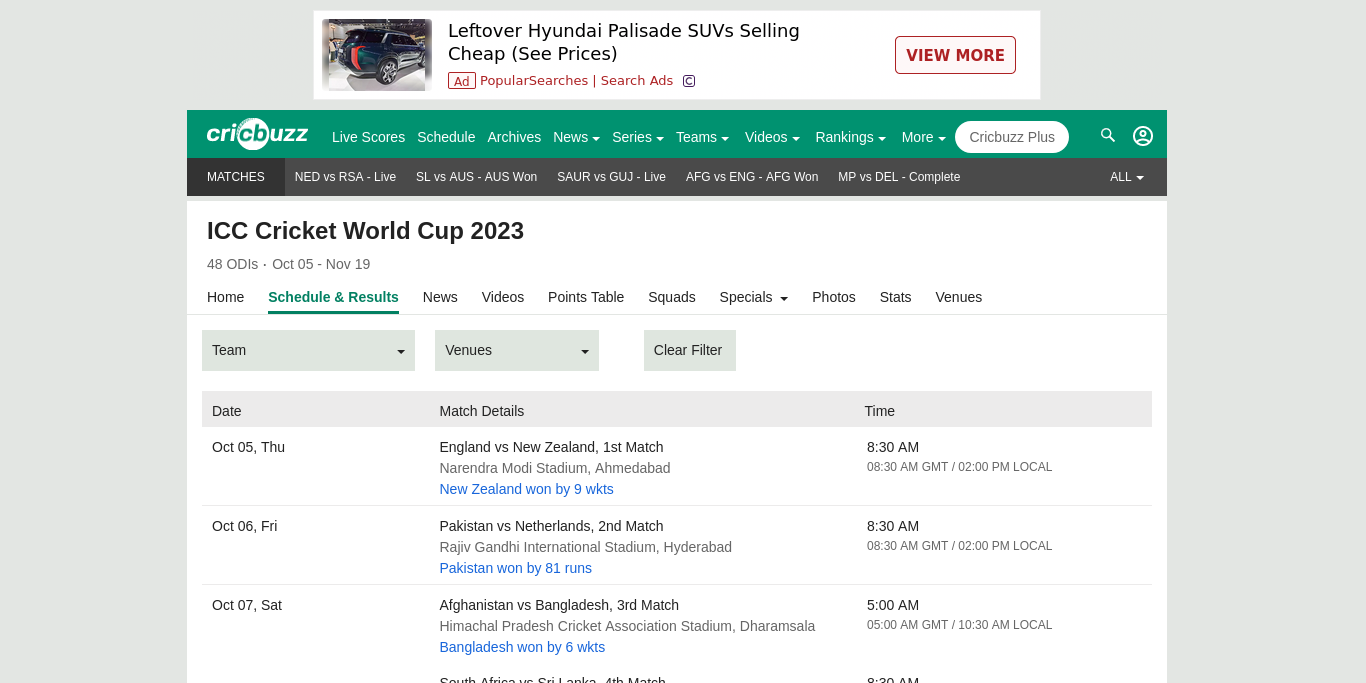 Leftover Hyundai Palisade SUVs Selling
Cheap (See Prices)
Ad PopularSearches | Search Ads
VIEW MORE
cricbuzz
Live Scores Schedule Archives News Series Teams Videos Rankings More Cricbuzz Plus
MATCHES NED vs RSA - Live SL vs AUS - AUS Won SAUR vs GUJ - Live AFG vs ENG - AFG Won MP vs DEL - Complete ALL
ICC Cricket World Cup 2023
48 ODIs · Oct 05 - Nov 19
Home Schedule & Results News Videos Points Table Squads Specials Photos Stats Venues
Team Venues Clear Filter
Date Match Details Time
Oct 05, Thu England vs New Zealand, 1st Match 8:30 AM
Narendra Modi Stadium, Ahmedabad 08:30 AM GMT / 02:00 PM LOCAL
New Zealand won by 9 wkts
Oct 06, Fri Pakistan vs Netherlands, 2nd Match 8:30 AM
Rajiv Gandhi International Stadium, Hyderabad 08:30 AM GMT / 02:00 PM LOCAL
Pakistan won by 81 runs
Oct 07, Sat Afghanistan vs Bangladesh, 3rd Match 5:00 AM
Himachal Pradesh Cricket Association Stadium, Dharamsala 05:00 AM GMT / 10:30 AM LOCAL
Bangladesh won by 6 wkts
South Africa vs Sri Lanka, 4th Match 8:30 AM